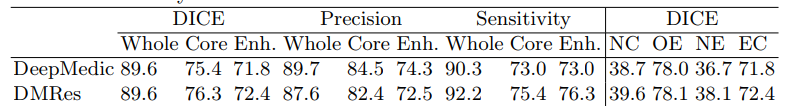 DICE Precision Sensitivity DICE
Whole Core Enh. Whole Core Enh. Whole Core Enh. NC OE NE EC
DeepMedic 89.6 75.4 71.8 89.7 84.5 74.3 90.3 73.0 73.0 38.7 78.0 36.7 71.8
DMRes 89.6 76.3 72.4 87.6 82.4 72.5 92.2 75.4 76.3 39.6 78.1 38.1 72.4